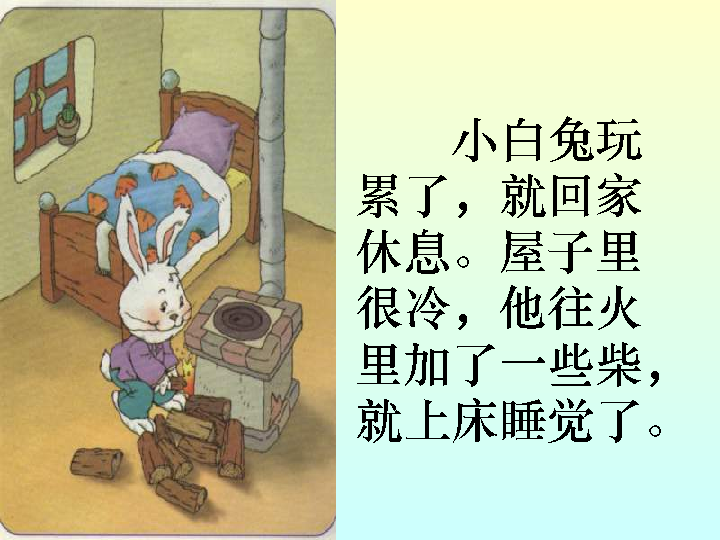 小白兔玩
累了，就回家
休息。屋子里
很冷，他往火
里加了一些柴，
就上床睡觉了。